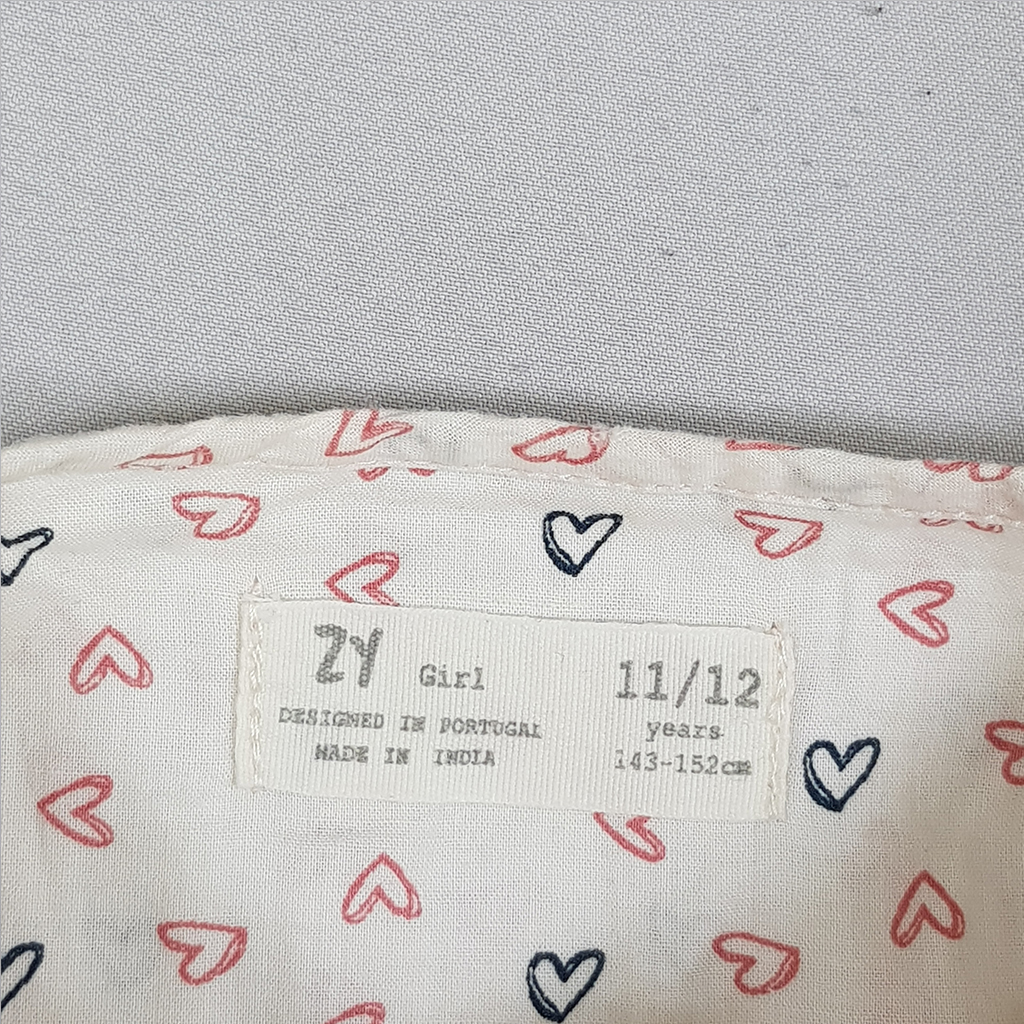 ZY Girl
DESIGNED IN PORTUGAL
MADE IN INDIA
11/12
years
143-152cm